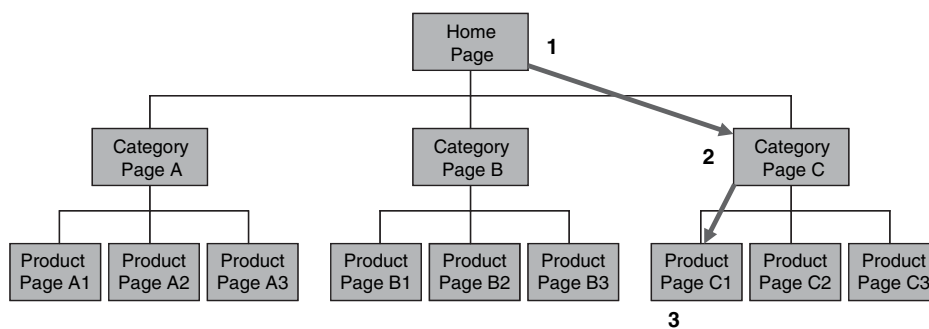 Home
Page
1
Category
Page A
Category
Page B
2
Category
Page C
Product
Page A1
Product
Page A2
Product
Page A3
Product
Page B1
Product
Page B2
Product
Page B3
Product
Page C1
Product
Page C2
Product
Page C3
3